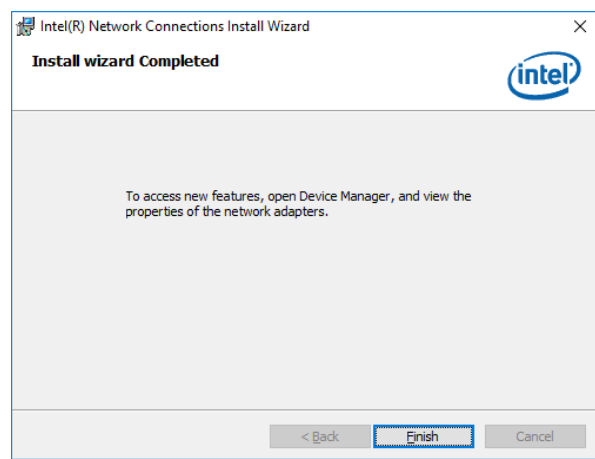 Intel(R) Network Connections Install Wizard
Install wizard Completed
intel
To access new features, open Device Manager, and view the
properties of the network adapters.
< Back
Finish
Cancel